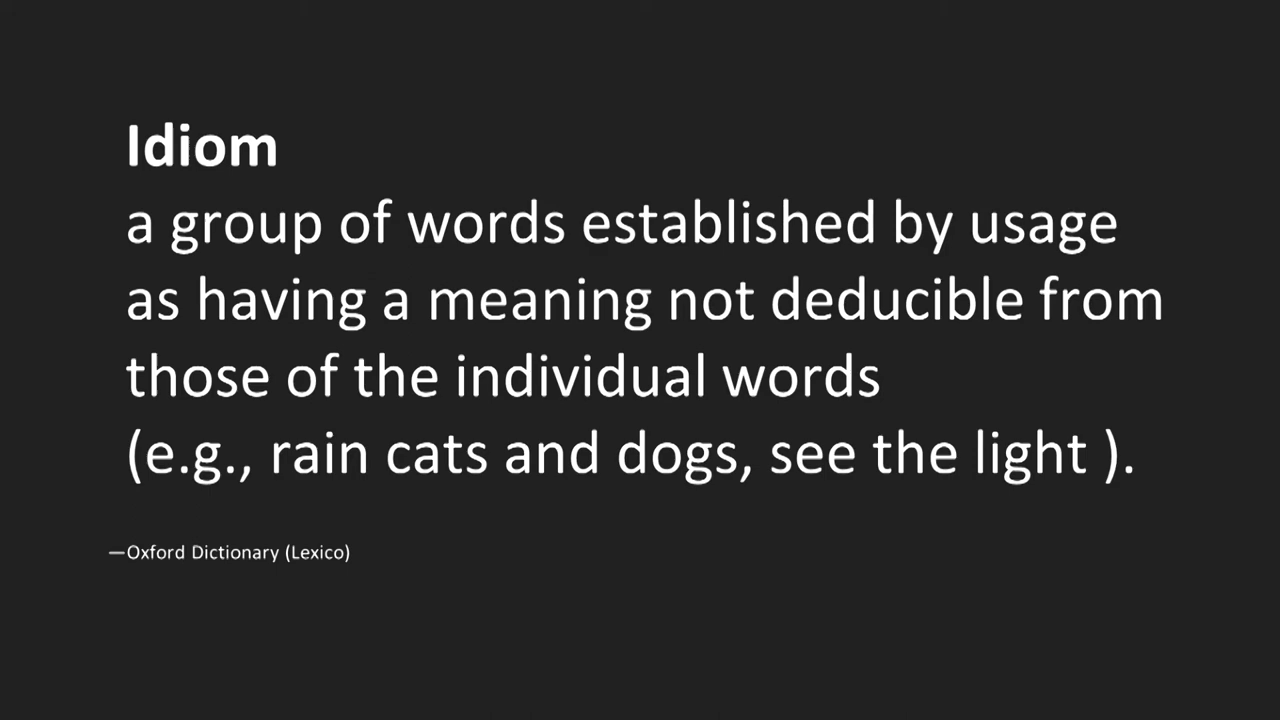 Idiom
a group of words established by usage
as having a meaning not deducible from
those of the individual words
(e.g., rain cats and dogs, see the light ).
—Oxford Dictionary (Lexico)